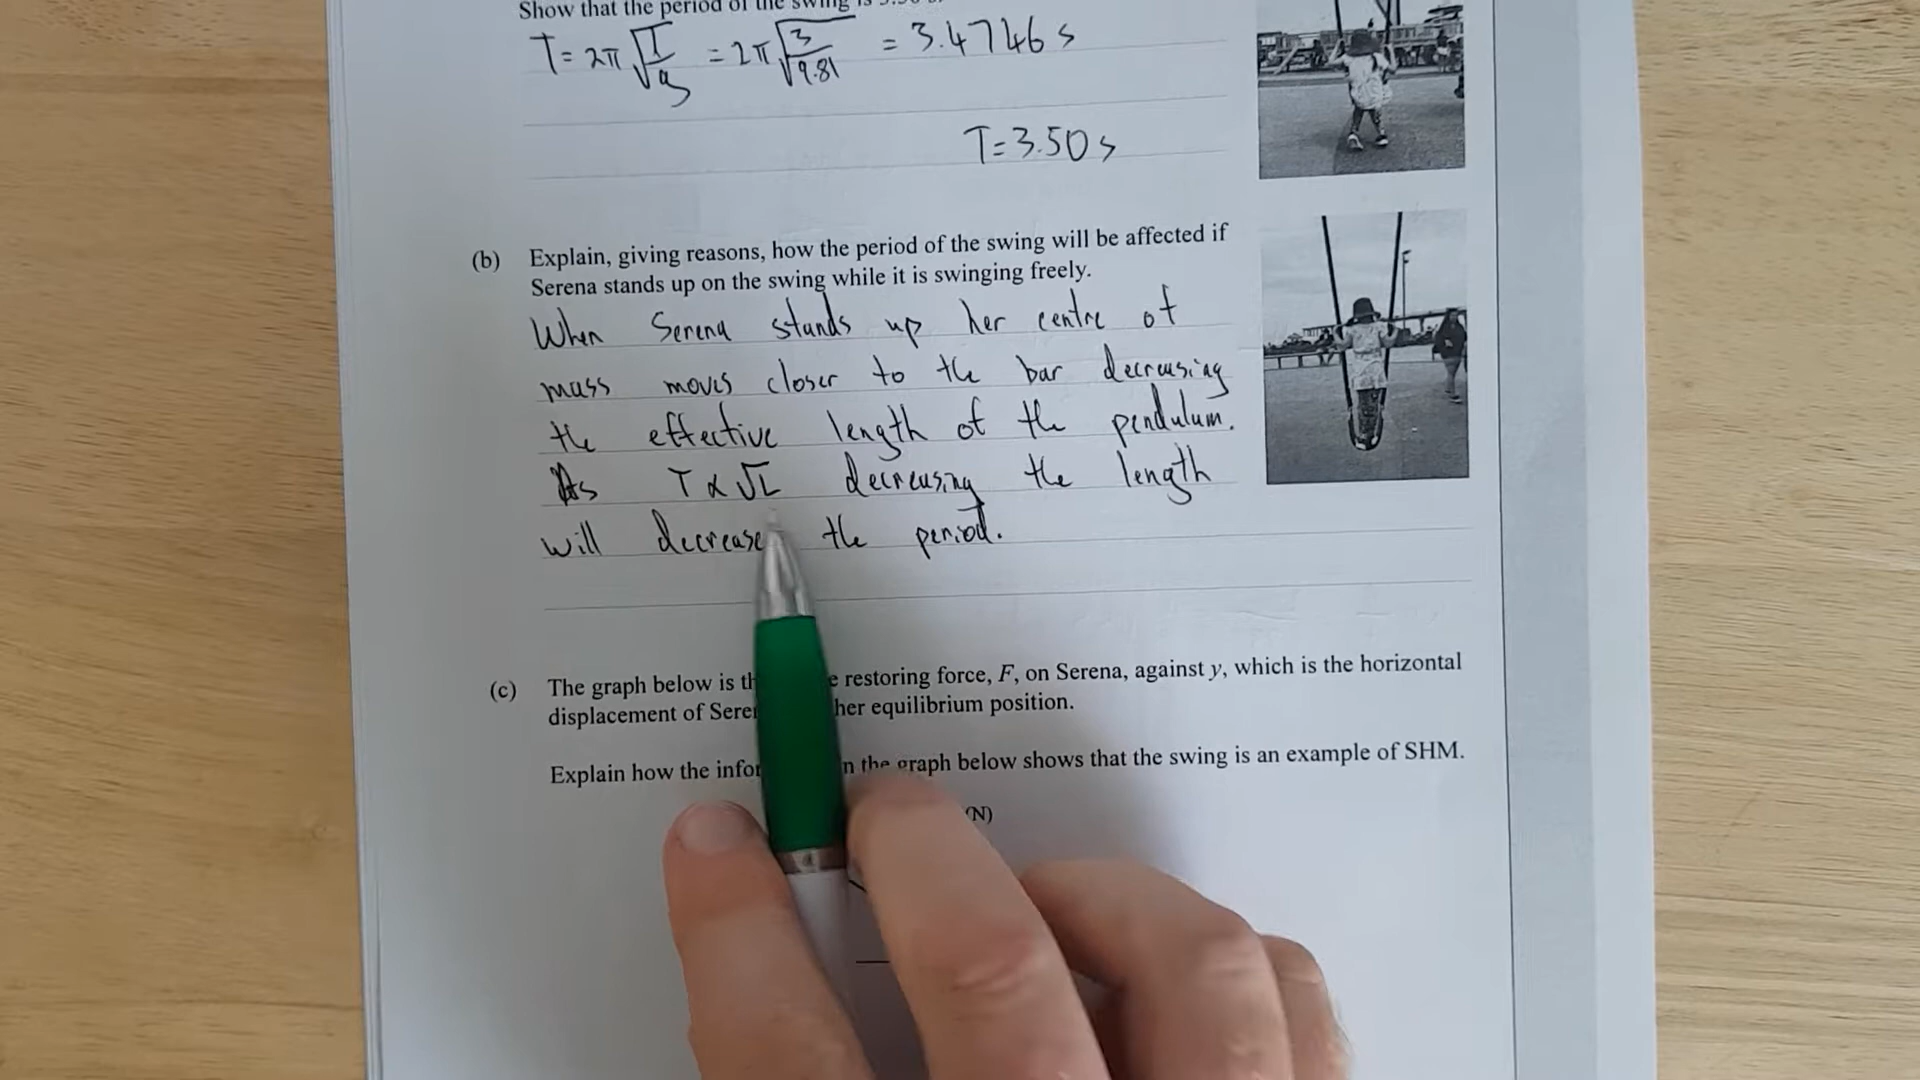 Show that the period of the swing is 3.50 s.
T = 2π√(l/g) = 2π√(3/9.81) = 3.4746 s
T = 3.50 s
(b) Explain, giving reasons, how the period of the swing will be affected if
Serena stands up on the swing while it is swinging freely.
When Serena stands up her centre of
mass moves closer to the bar decreasing
the effective length of the pendulum.
As T ∝ √L decreasing the length
will decrease the period.
(c) The graph below is restoring force, F, on Serena, against y, which is the horizontal
displacement of her equilibrium position.
Explain how the the graph below shows that the swing is an example of SHM.
(N)